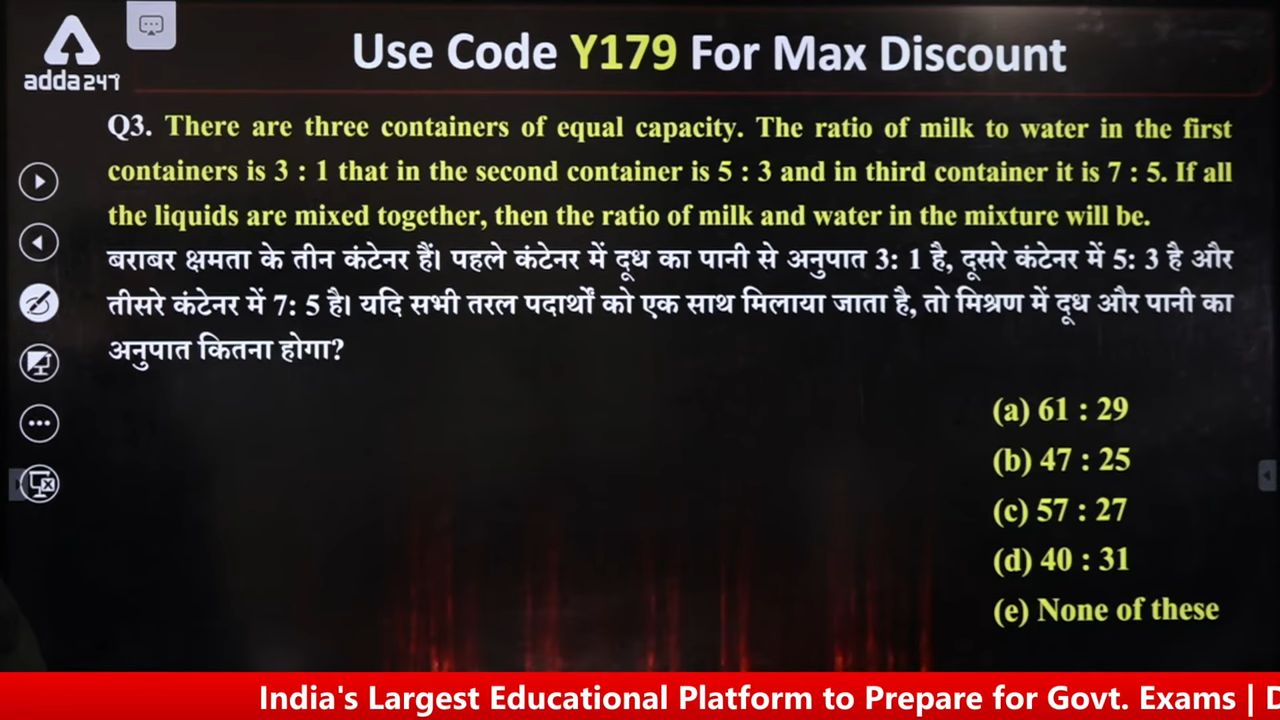 adda247
Use Code Y179 For Max Discount
Q3. There are three containers of equal capacity. The ratio of milk to water in the first
containers is 3 : 1 that in the second container is 5 : 3 and in third container it is 7 : 5. If all
the liquids are mixed together, then the ratio of milk and water in the mixture will be.
बराबर क्षमता के तीन कंटेनर हैं। पहले कंटेनर में दूध का पानी से अनुपात 3: 1 है, दूसरे कंटेनर में 5: 3 है और
तीसरे कंटेनर में 7: 5 है। यदि सभी तरल पदार्थों को एक साथ मिलाया जाता है, तो मिश्रण में दूध और पानी का
अनुपात कितना होगा?
(a) 61 : 29
(b) 47 : 25
(c) 57 : 27
(d) 40 : 31
(e) None of these
India's Largest Educational Platform to Prepare for Govt. Exams | D